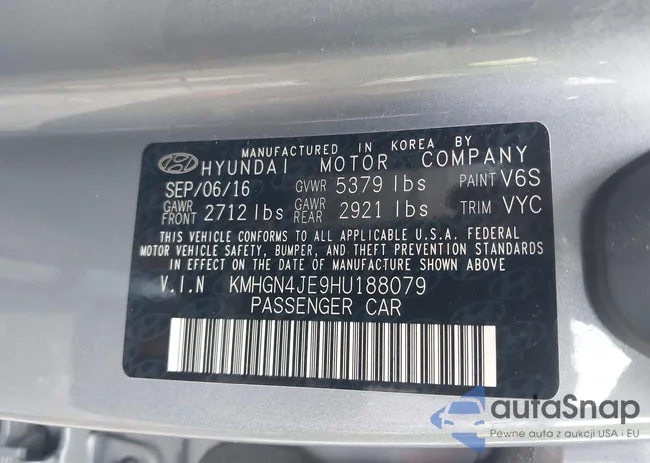 MANUFACTURED IN KOREA BY
HYUNDAI MOTOR COMPANY
SEP/06/16 GVWR 5379 lbs PAINT V6S
GAWR FRONT 2712 lbs GAWR REAR 2921 lbs TRIM VYC
THIS VEHICLE CONFORMS TO ALL APPLICABLE U.S.A. FEDERAL
MOTOR VEHICLE SAFETY, BUMPER, AND THEFT PREVENTION STANDARDS
IN EFFECT ON THE DATE OF MANUFACTURE SHOWN ABOVE
V.I.N KMHGN4JE9HU188079
PASSENGER CAR
autaSnap
Pewne auta z aukcji USA i EU